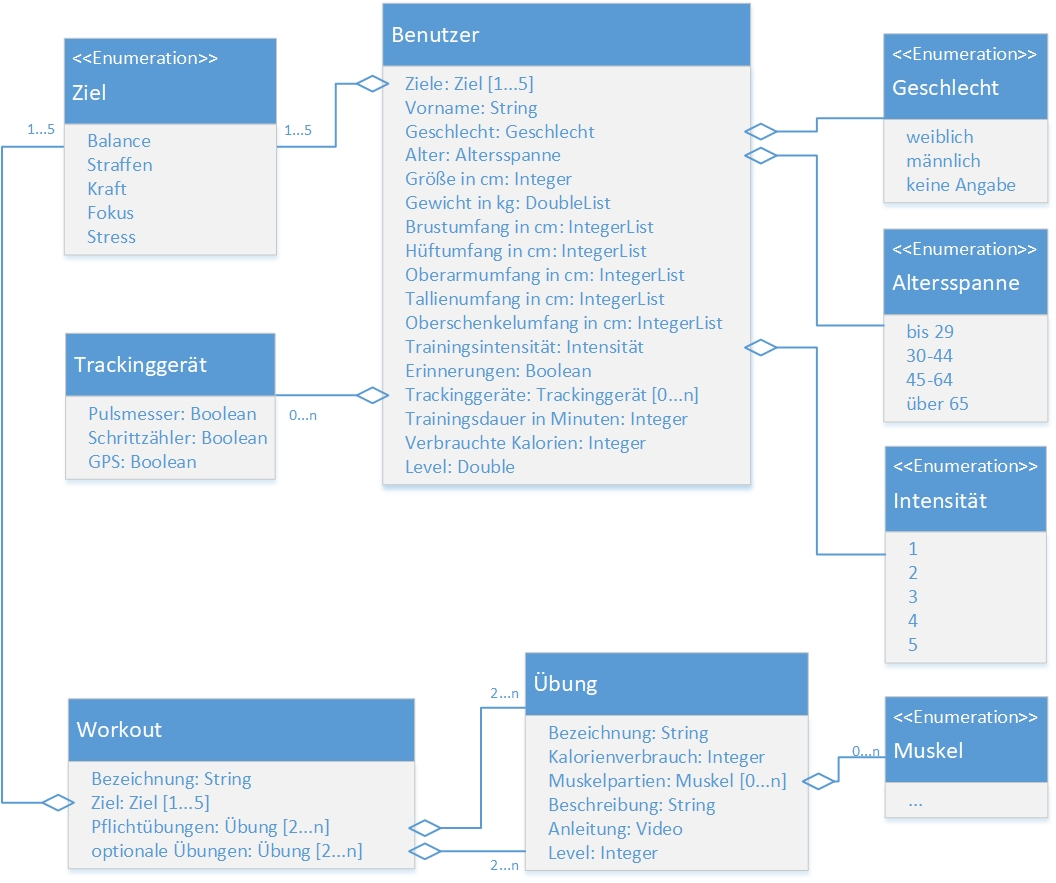 <<Enumeration>>
Ziel
Balance
Straffen
Kraft
Fokus
Stress
1...5
1...5
Benutzer
Ziele: Ziel [1...5]
Vorname: String
Geschlecht: Geschlecht
Alter: Altersspanne
Größe in cm: Integer
Gewicht in kg: DoubleList
Brustumfang in cm: IntegerList
Hüftumfang in cm: IntegerList
Oberarmumfang in cm: IntegerList
Tallienumfang in cm: IntegerList
Oberschenkelumfang in cm: IntegerList
Trainingsintensität: Intensität
Erinnerungen: Boolean
Trackinggeräte: Trackinggerät [0...n]
Trainingsdauer in Minuten: Integer
Verbrauchte Kalorien: Integer
Level: Double
<<Enumeration>>
Geschlecht
weiblich
männlich
keine Angabe
<<Enumeration>>
Altersspanne
bis 29
30-44
45-64
über 65
Trackinggerät
Pulsmesser: Boolean
Schrittzähler: Boolean
GPS: Boolean
0...n
<<Enumeration>>
Intensität
1
2
3
4
5
Workout
Bezeichnung: String
Ziel: Ziel [1...5]
Pflichtübungen: Übung [2...n]
optionale Übungen: Übung [2...n]
2...n
2...n
Übung
Bezeichnung: String
Kalorienverbrauch: Integer
Muskelpartien: Muskel [0...n]
Beschreibung: String
Anleitung: Video
Level: Integer
0...n
<<Enumeration>>
Muskel
...